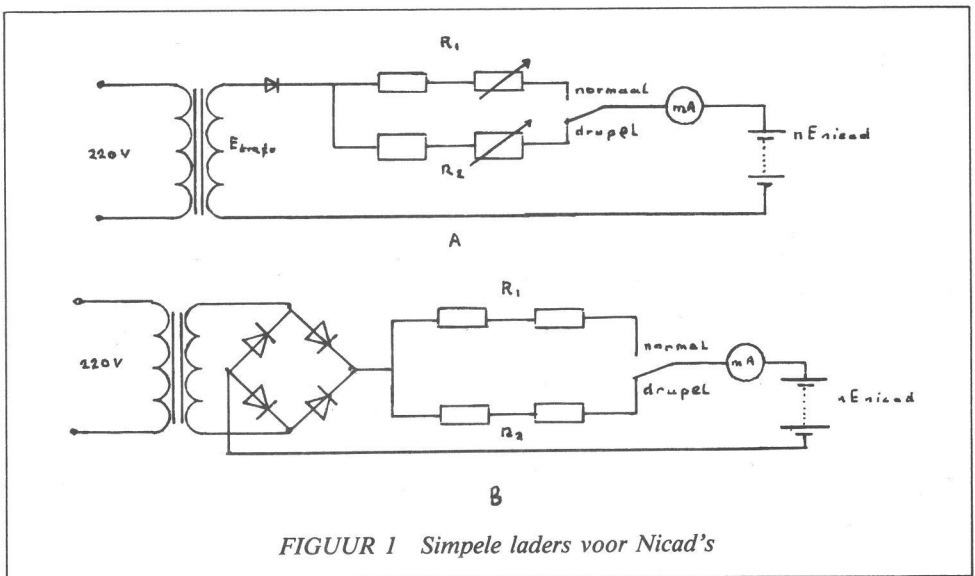 R1
normaal
mA
drupel
nEnicad
220V
Etrafo
R2
A
R1
normal
mA
drupel
nEnicad
220V
R2
B
FIGUUR 1 Simpele laders voor Nicad's